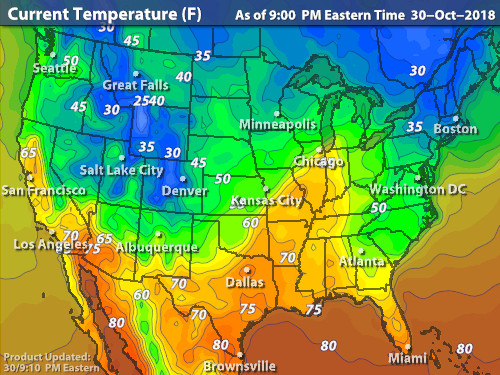 Current Temperature (F)
As of 9:00 PM Eastern Time 30-Oct-2018
30
45
35
30
Seattle
50
Great Falls
40
45
30
2540
Minneapolis
35
Boston
65
35
30
Chicago
Salt Lake City
45
San Francisco
Denver
50
Washington DC
Kansas City
50
60
70
65
Los Angeles
75
Albuquerque
70
Atlanta
70
Dallas
60
70
75
75
80
80
80
80
Miami
Brownsville
Product Updated:
30/9:10 PM Eastern